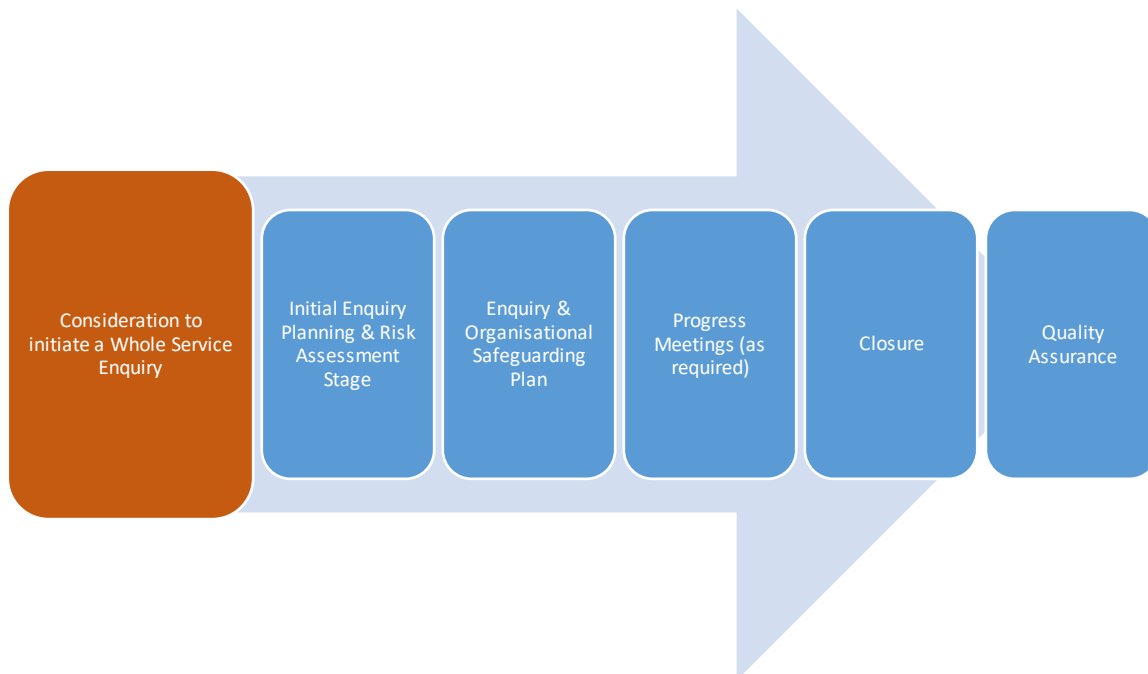 Consideration to
initiate a Whole Service
Enquiry
Initial Enquiry
Planning & Risk
Assessment
Stage
Enquiry &
Organisational
Safeguarding
Plan
Progress
Meetings (as
required)
Closure
Quality
Assurance